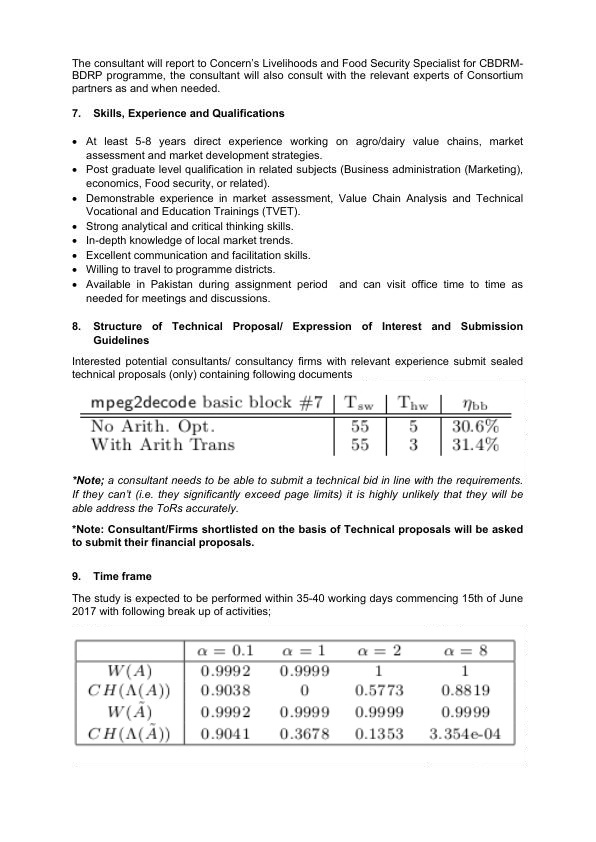 The consultant will report to Concern's Livelihoods and Food Security Specialist for CBDRM-
BDRP programme, the consultant will also consult with the relevant experts of Consortium
partners as and when needed.
7. Skills, Experience and Qualifications
• At least 5-8 years direct experience working on agro/dairy value chains, market
assessment and market development strategies.
• Post graduate level qualification in related subjects (Business administration (Marketing),
economics, Food security, or related).
• Demonstrable experience in market assessment, Value Chain Analysis and Technical
Vocational and Education Trainings (TVET).
• Strong analytical and critical thinking skills.
• In-depth knowledge of local market trends.
• Excellent communication and facilitation skills.
• Willing to travel to programme districts.
• Available in Pakistan during assignment period and can visit office time to time as
needed for meetings and discussions.
8. Structure of Technical Proposal/ Expression of Interest and Submission
Guidelines
Interested potential consultants/ consultancy firms with relevant experience submit sealed
technical proposals (only) containing following documents
mpeg2decode basic block #7 T_sw T_hw η_bb
No Arith. Opt. 55 5 30.6%
With Arith Trans 55 3 31.4%
*Note; a consultant needs to be able to submit a technical bid in line with the requirements.
If they can't (i.e. they significantly exceed page limits) it is highly unlikely that they will be
able address the ToRs accurately.
*Note: Consultant/Firms shortlisted on the basis of Technical proposals will be asked
to submit their financial proposals.
9. Time frame
The study is expected to be performed within 35-40 working days commencing 15th of June
2017 with following break up of activities;
α = 0.1 α = 1 α = 2 α = 8
W(A) 0.9992 0.9999 1 1
CH(Λ(A)) 0.9038 0 0.5773 0.8819
W(Ã) 0.9992 0.9999 0.9999 0.9999
CH(Λ(Ã)) 0.9041 0.3678 0.1353 3.354e-04